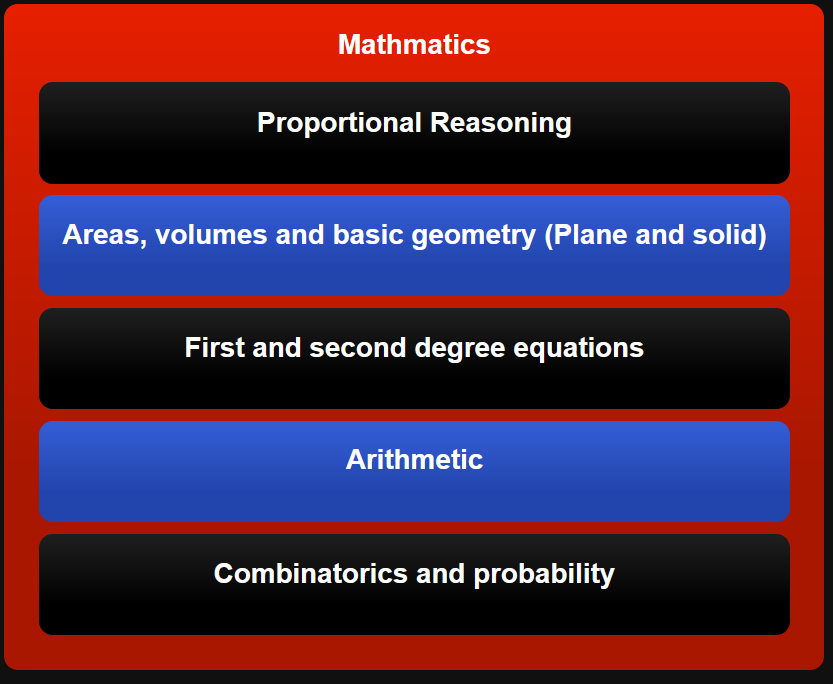 Mathmatics
Proportional Reasoning
Areas, volumes and basic geometry (Plane and solid)
First and second degree equations
Arithmetic
Combinatorics and probability